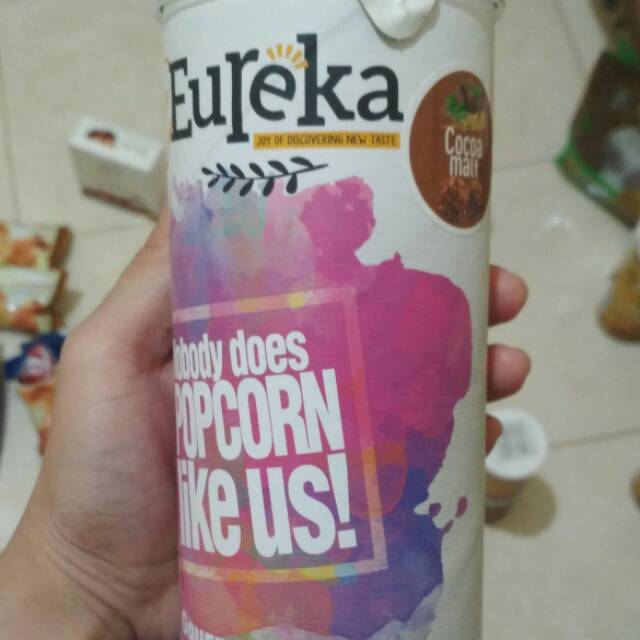 Eureka
JOY OF DISCOVERING NEW TASTE
Cocoa
malt
obody does
POPCORN
like us!